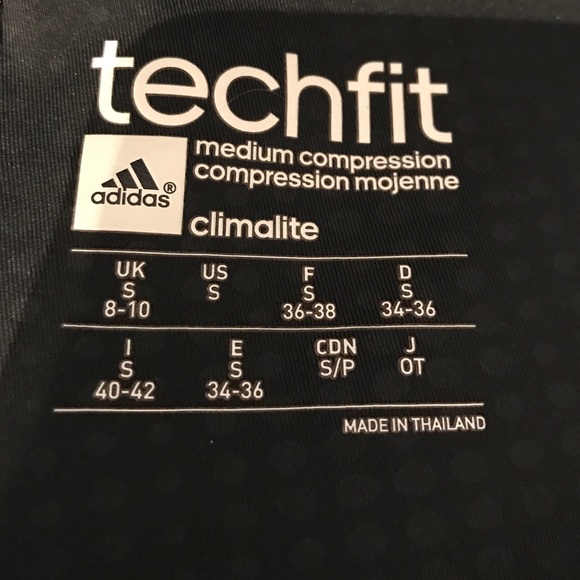 techfit
medium compression
compression mojenne
adidas®
climalite
UK US F D
S S S S
8-10 36-38 34-36
I E CDN J
S S S/P OT
40-42 34-36
MADE IN THAILAND